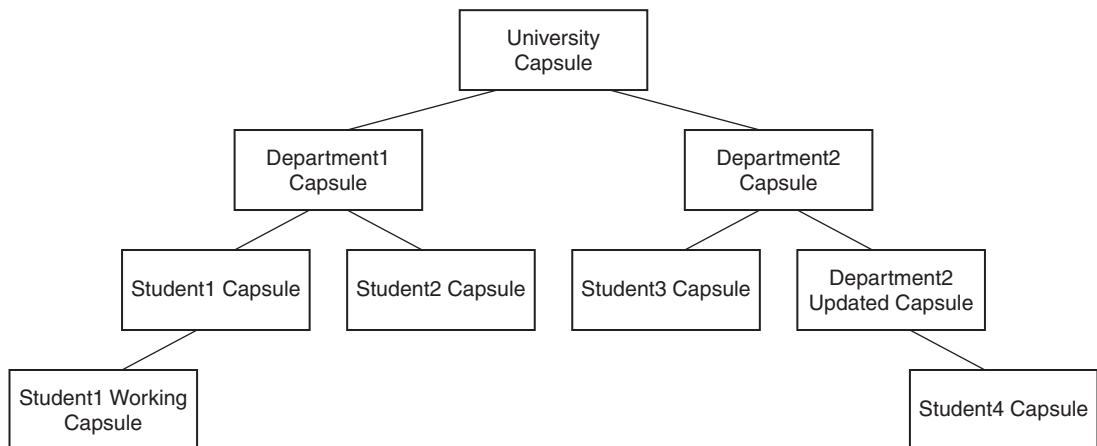 University
Capsule
Department1
Capsule
Department2
Capsule
Student1 Capsule
Student2 Capsule
Student3 Capsule
Department2
Updated Capsule
Student1 Working
Capsule
Student4 Capsule